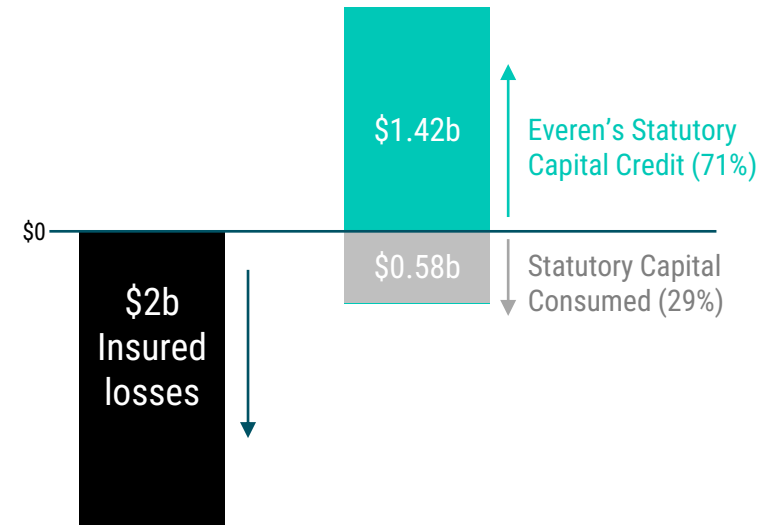 $1.42b
Everen’s Statutory
Capital Credit (71%)
$0
$2b
Insured
losses
$0.58b
Statutory Capital
Consumed (29%)